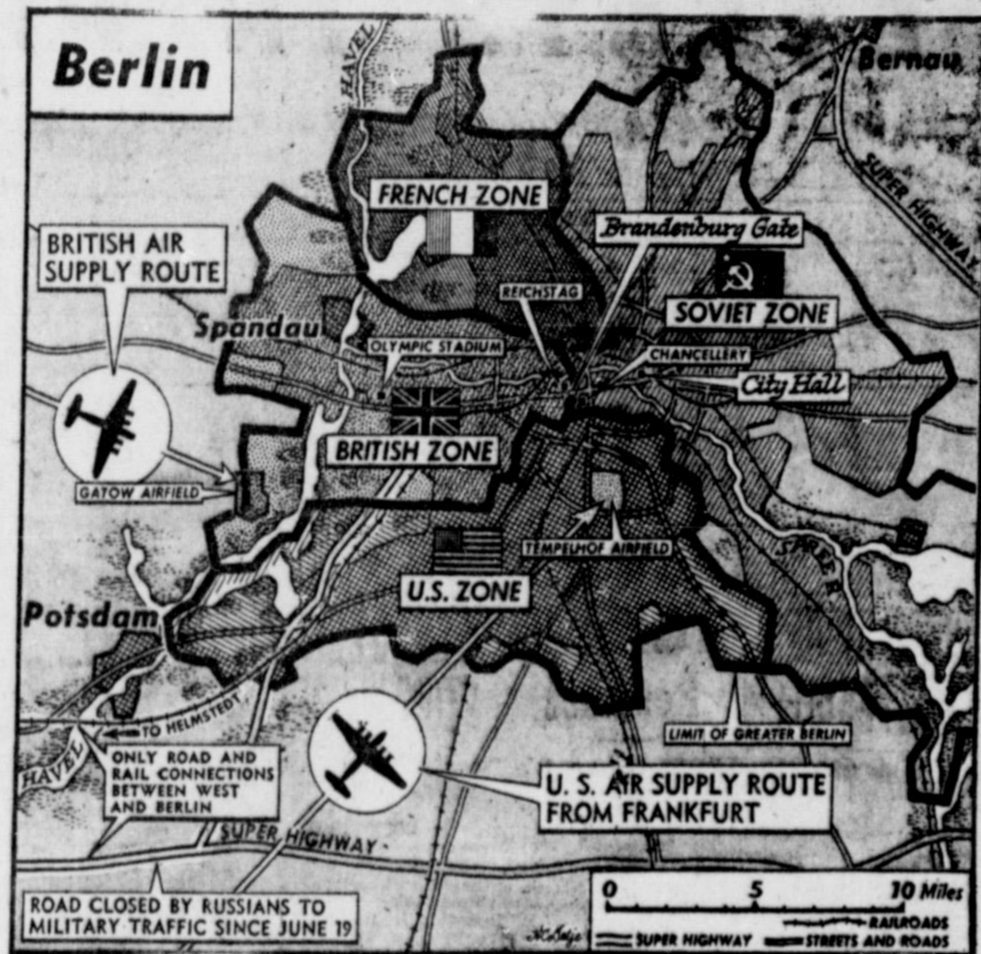 Berlin
HAVEL
Bernau
SUPER HIGHWAY
FRENCH ZONE
Brandenburg Gate
BRITISH AIR
SUPPLY ROUTE
REICHSTAG
SOVIET ZONE
Spandau
OLYMPIC STADIUM
CHANCELLERY
City Hall
BRITISH ZONE
GATOW AIRFIELD
TEMPELHOF AIRFIELD
SPREE R
U.S. ZONE
Potsdam
TO HELMSTEDT
LIMIT OF GREATER BERLIN
HAVEL
ONLY ROAD AND
RAIL CONNECTIONS
BETWEEN WEST
AND BERLIN
U. S. AIR SUPPLY ROUTE
FROM FRANKFURT
SUPER HIGHWAY
ROAD CLOSED BY RUSSIANS TO
MILITARY TRAFFIC SINCE JUNE 19
0 5 10 Miles
RAILROADS
SUPER HIGHWAY STREETS AND ROADS